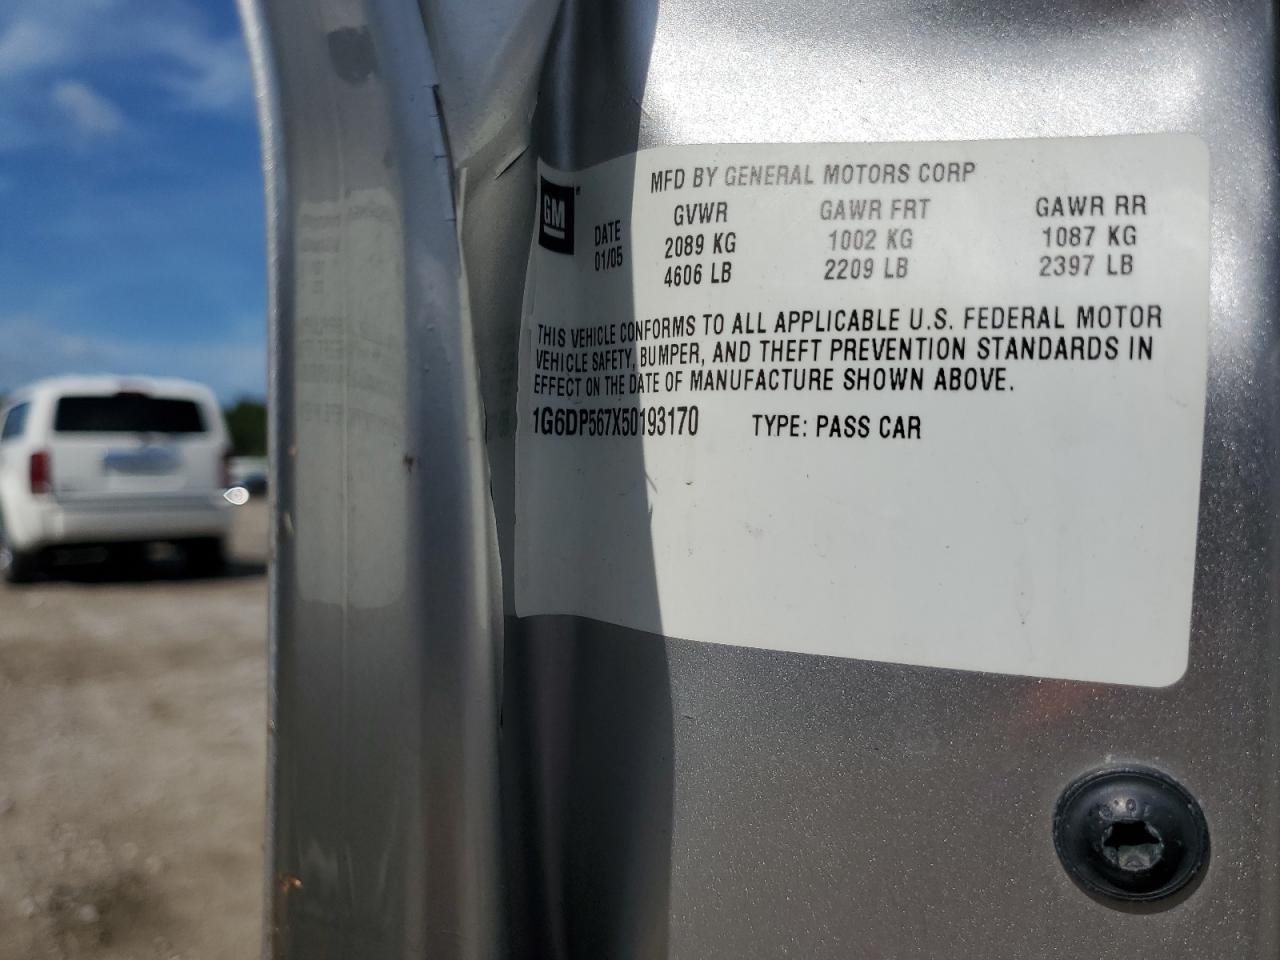 MFD BY GENERAL MOTORS CORP
GM
DATE
01/05
GVWR GAWR FRT GAWR RR
2089 KG 1002 KG 1087 KG
4606 LB 2209 LB 2397 LB
THIS VEHICLE CONFORMS TO ALL APPLICABLE U.S. FEDERAL MOTOR
VEHICLE SAFETY, BUMPER, AND THEFT PREVENTION STANDARDS IN
EFFECT ON THE DATE OF MANUFACTURE SHOWN ABOVE.
1G6DP567X50193170 TYPE: PASS CAR